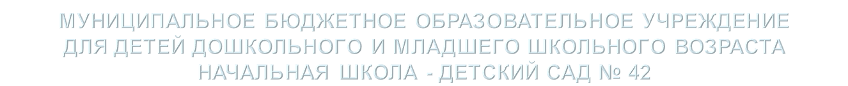 МУНИЦИПАЛЬНОЕ БЮДЖЕТНОЕ ОБРАЗОВАТЕЛЬНОЕ УЧРЕЖДЕНИЕ
ДЛЯ ДЕТЕЙ ДОШКОЛЬНОГО И МЛАДШЕГО ШКОЛЬНОГО ВОЗРАСТА
НАЧАЛЬНАЯ ШКОЛА - ДЕТСКИЙ САД № 42